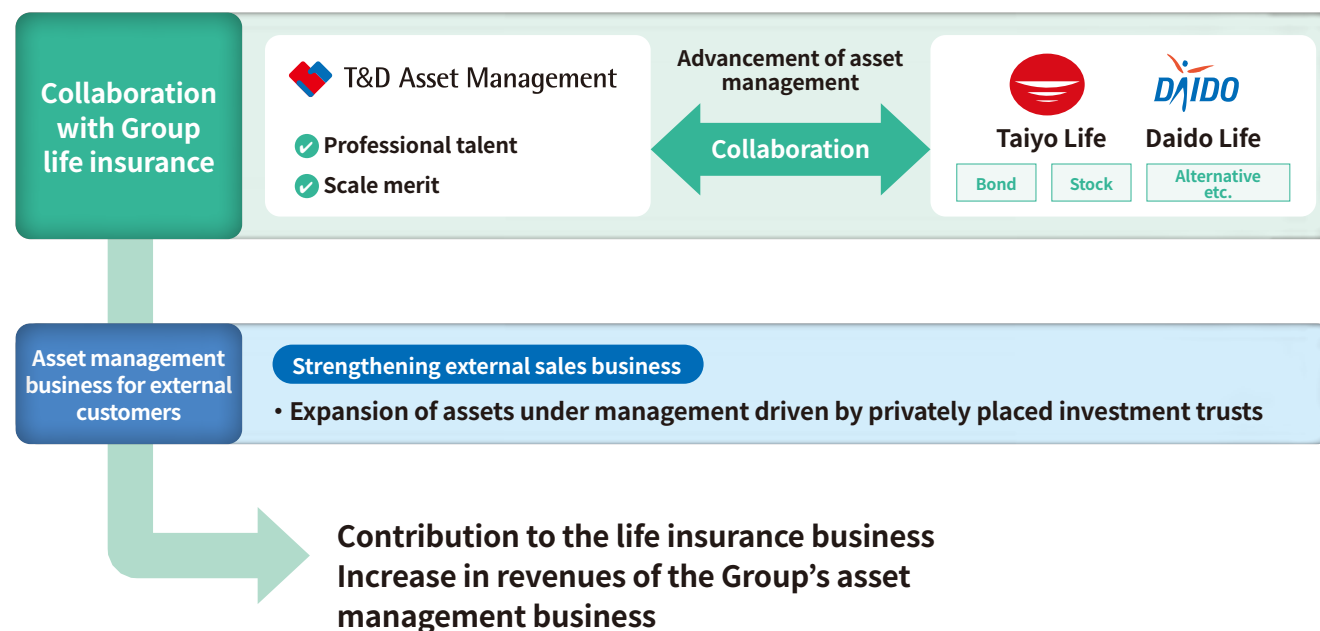 Collaboration
with Group
life insurance
T&D Asset Management
✔ Professional talent
✔ Scale merit
Advancement of asset
management
Collaboration
DAIDO
Taiyo Life
Daido Life
Bond
Stock
Alternative
etc.
Asset management
business for external
customers
Strengthening external sales business
・Expansion of assets under management driven by privately placed investment trusts
Contribution to the life insurance business
Increase in revenues of the Group’s asset
management business